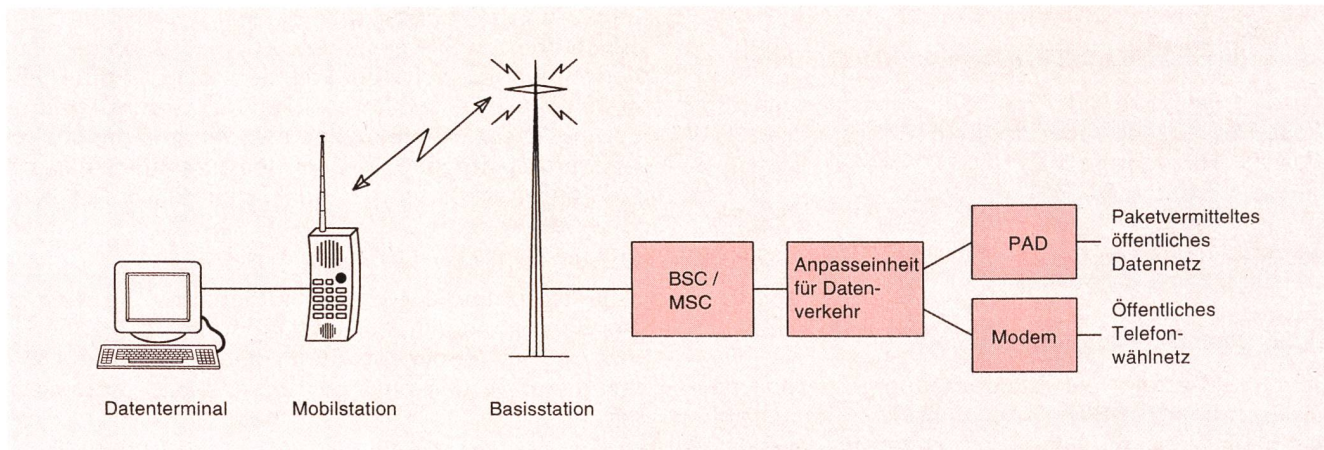 Datenterminal
Mobilstation
Basisstation
BSC /
MSC
Anpasseinheit
für Daten-
verkehr
PAD
Modem
Paketvermitteltes
öffentliches
Datennetz
Öffentliches
Telefon-
wählnetz